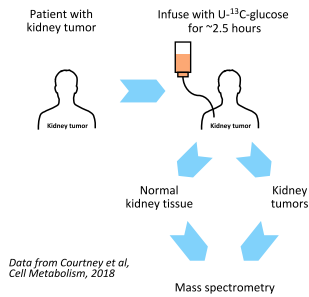 Patient with
kidney tumor
Infuse with U-¹³C-glucose
for ~2.5 hours
Kidney tumor
Kidney tumor
Normal
kidney tissue
Kidney
tumors
Data from Courtney et al,
Cell Metabolism, 2018
Mass spectrometry